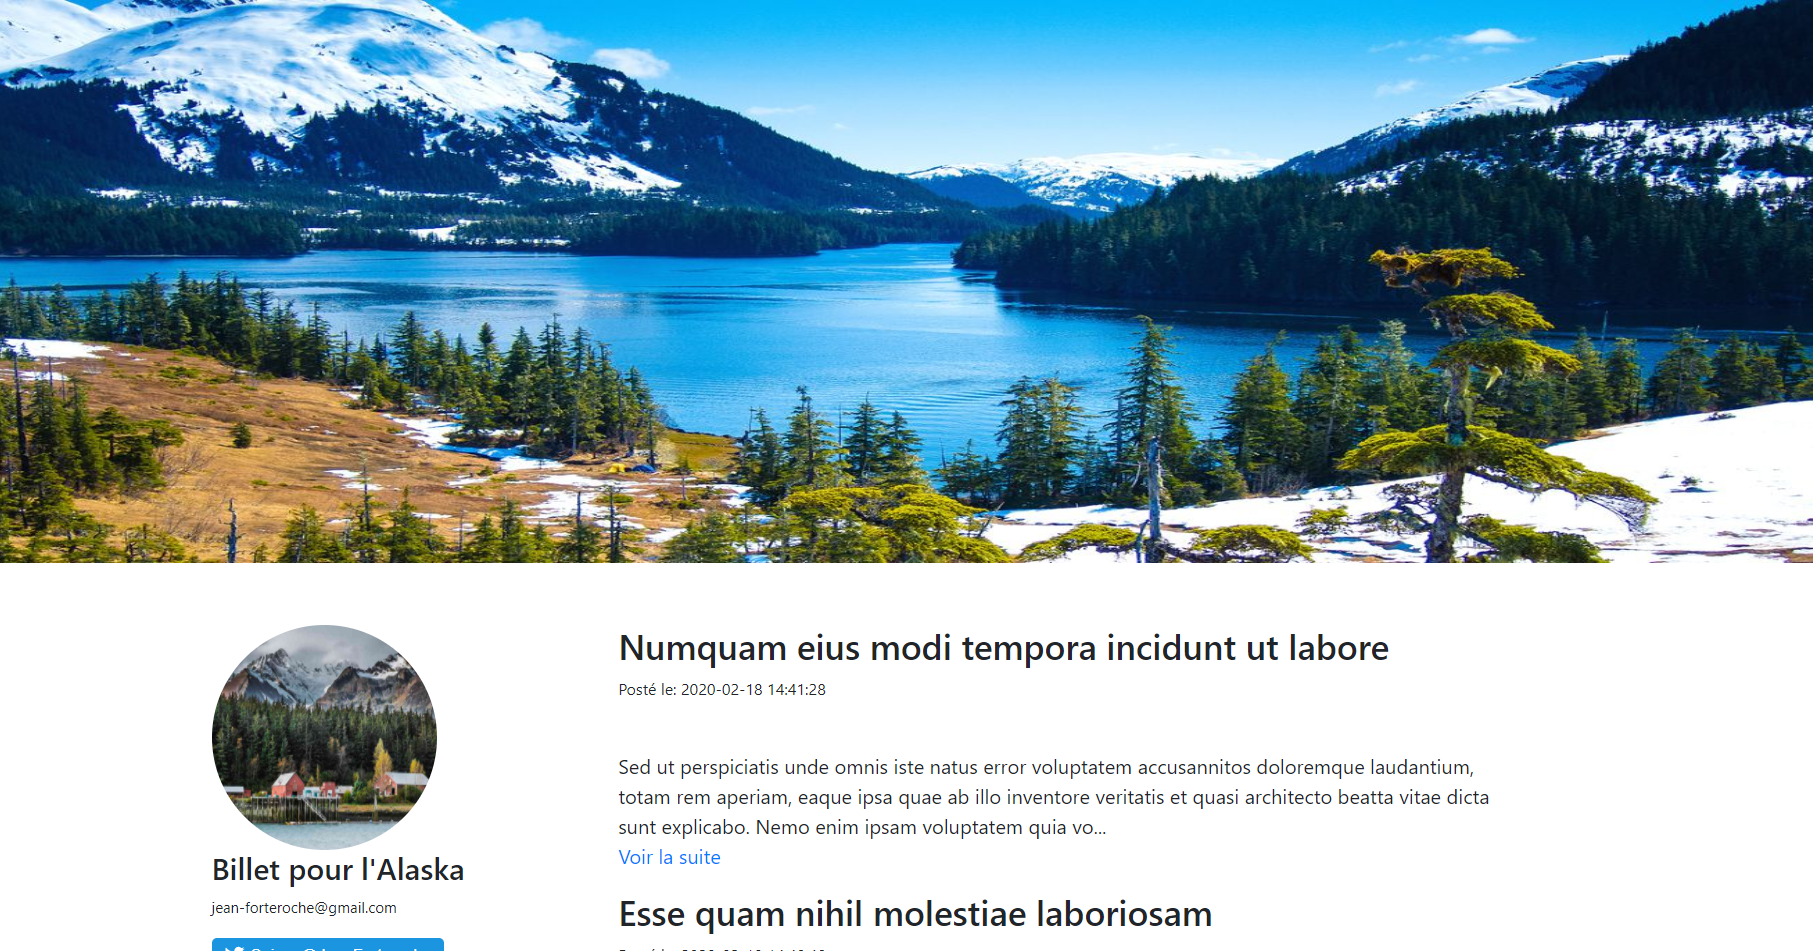 Numquam eius modi tempora incidunt ut labore
Posté le: 2020-02-18 14:41:28
Sed ut perspiciatis unde omnis iste natus error voluptatem accusannitos doloremque laudantium,
totam rem aperiam, eaque ipsa quae ab illo inventore veritatis et quasi architecto beatta vitae dicta
sunt explicabo. Nemo enim ipsam voluptatem quia vo...
Voir la suite
Esse quam nihil molestiae laboriosam
Billet pour l'Alaska
jean-forteroche@gmail.com